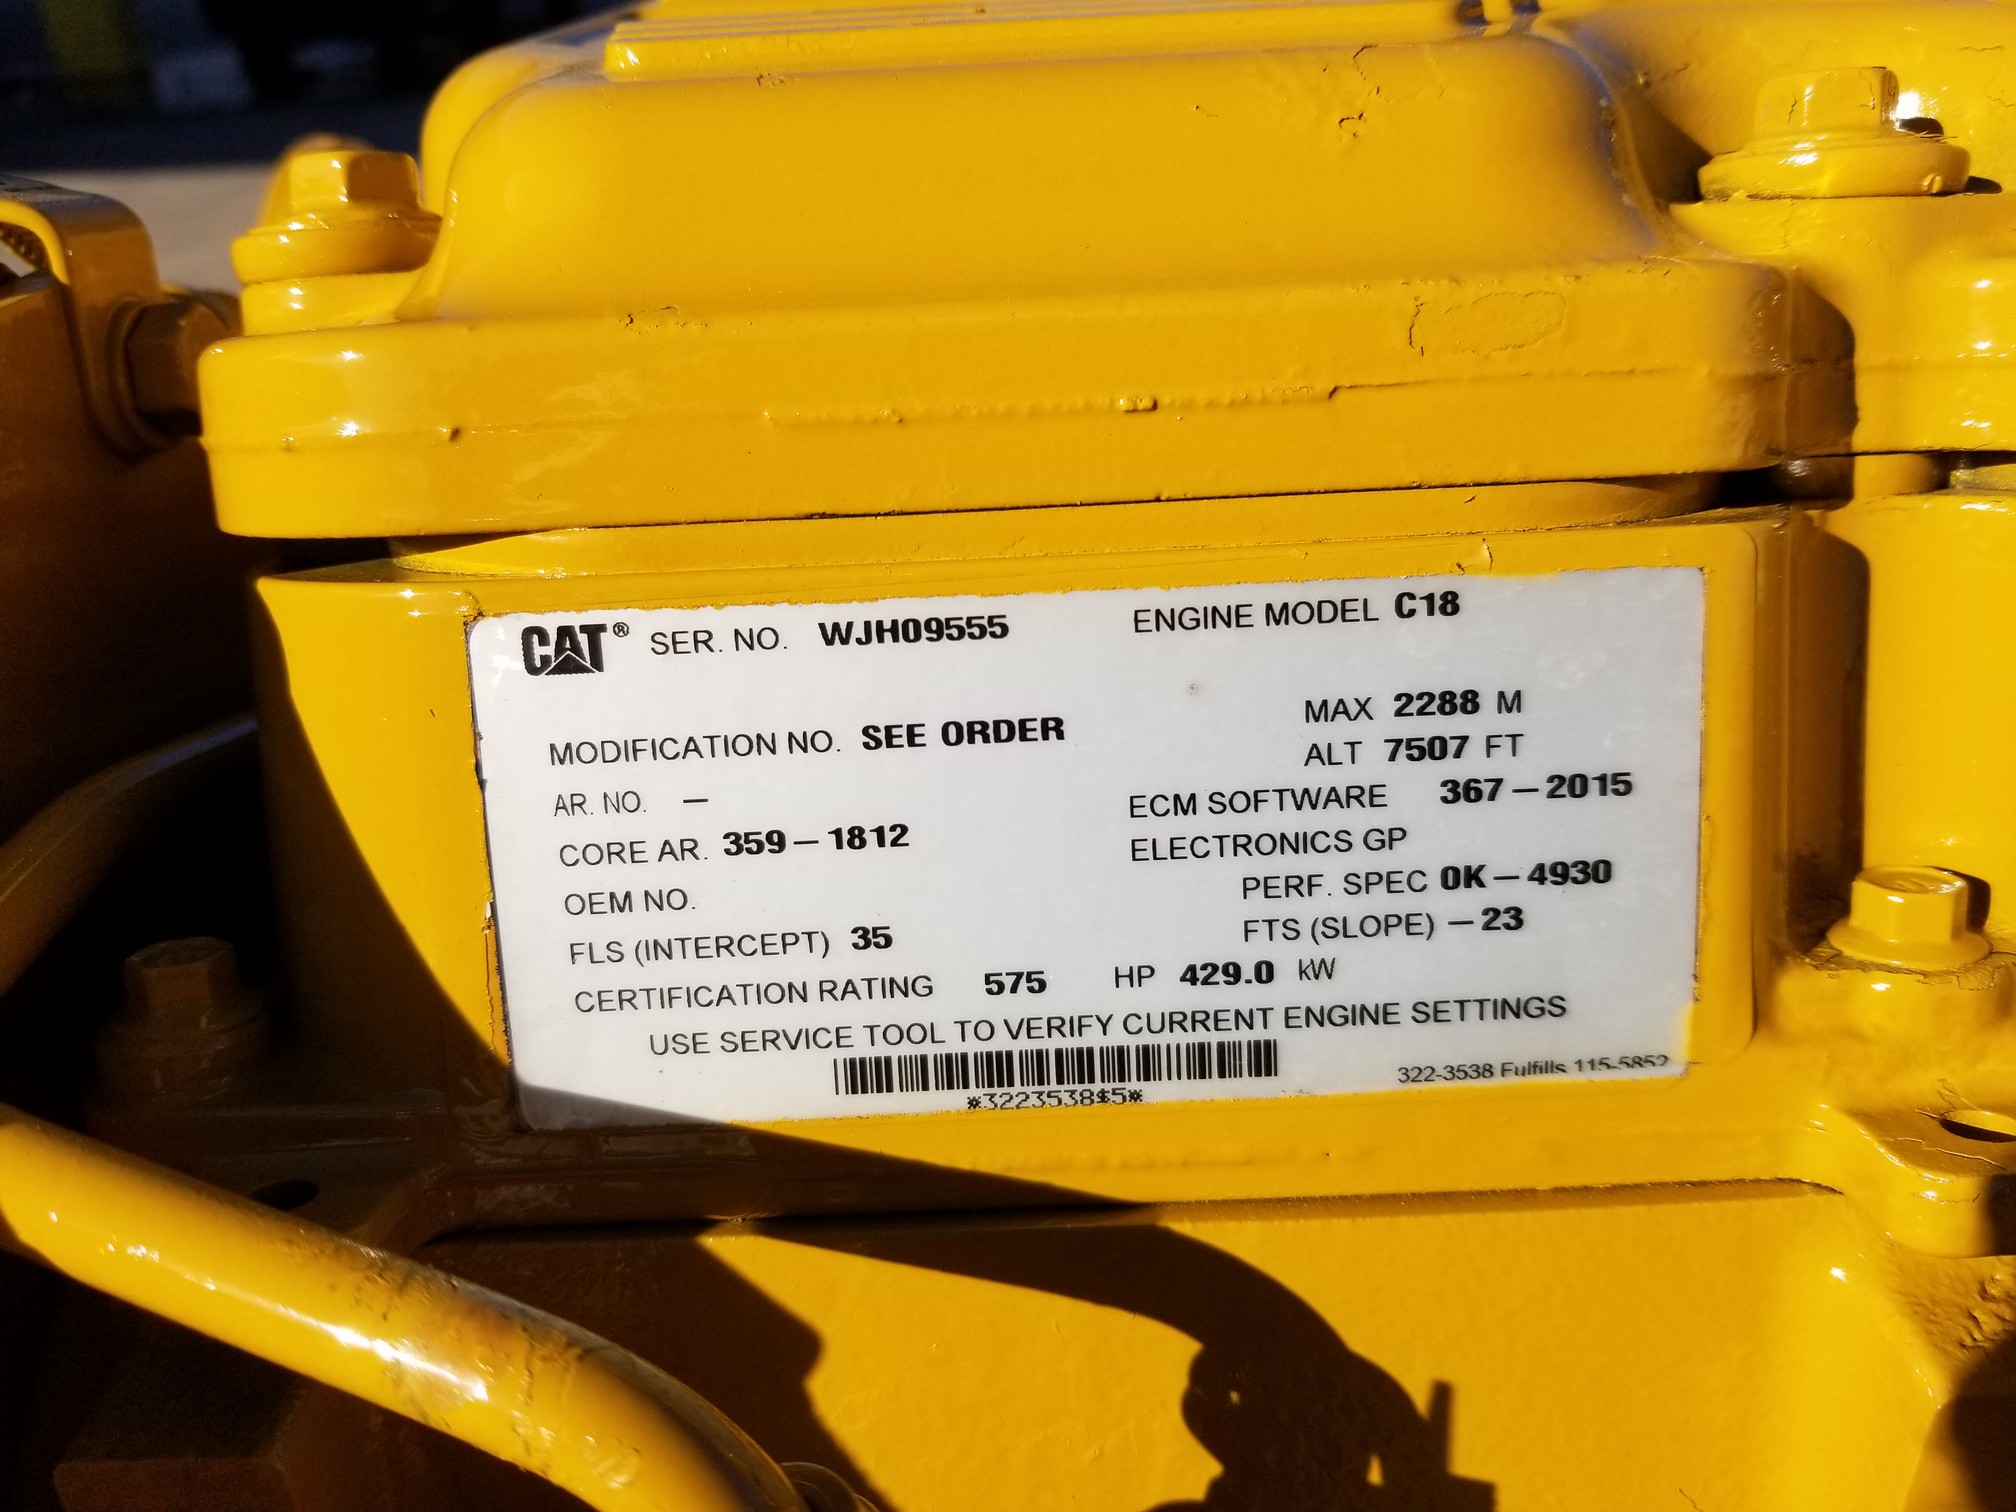 CAT® SER. NO. WJH09555 ENGINE MODEL C18
MODIFICATION NO. SEE ORDER MAX 2288 M
ALT 7507 FT
AR. NO. — ECM SOFTWARE 367—2015
CORE AR. 359—1812 ELECTRONICS GP
OEM NO. PERF. SPEC 0K—4930
FLS (INTERCEPT) 35 FTS (SLOPE) —23
CERTIFICATION RATING 575 HP 429.0 kW
USE SERVICE TOOL TO VERIFY CURRENT ENGINE SETTINGS
322-3538 Fulfills 115-5852
*3223538$5*